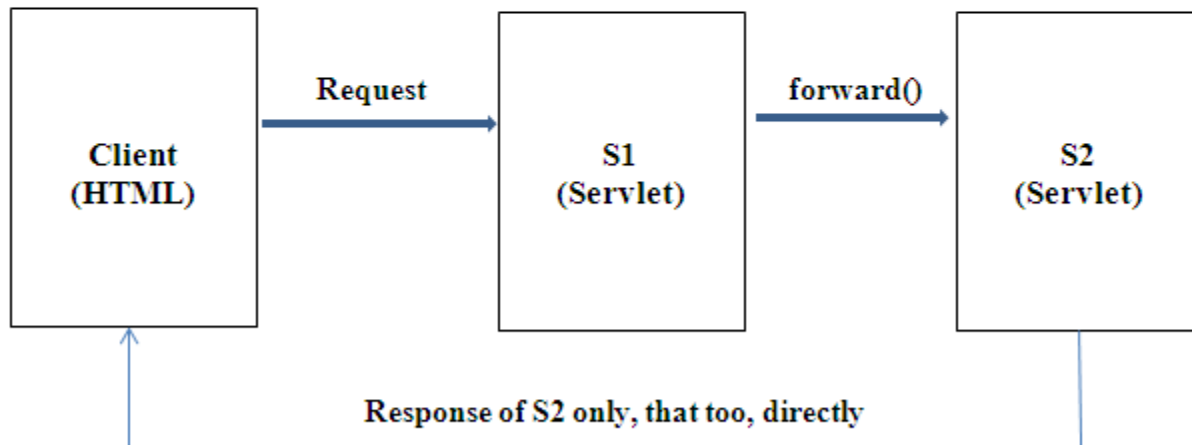 Request
forward()
Client
(HTML)
S1
(Servlet)
S2
(Servlet)
Response of S2 only, that too, directly